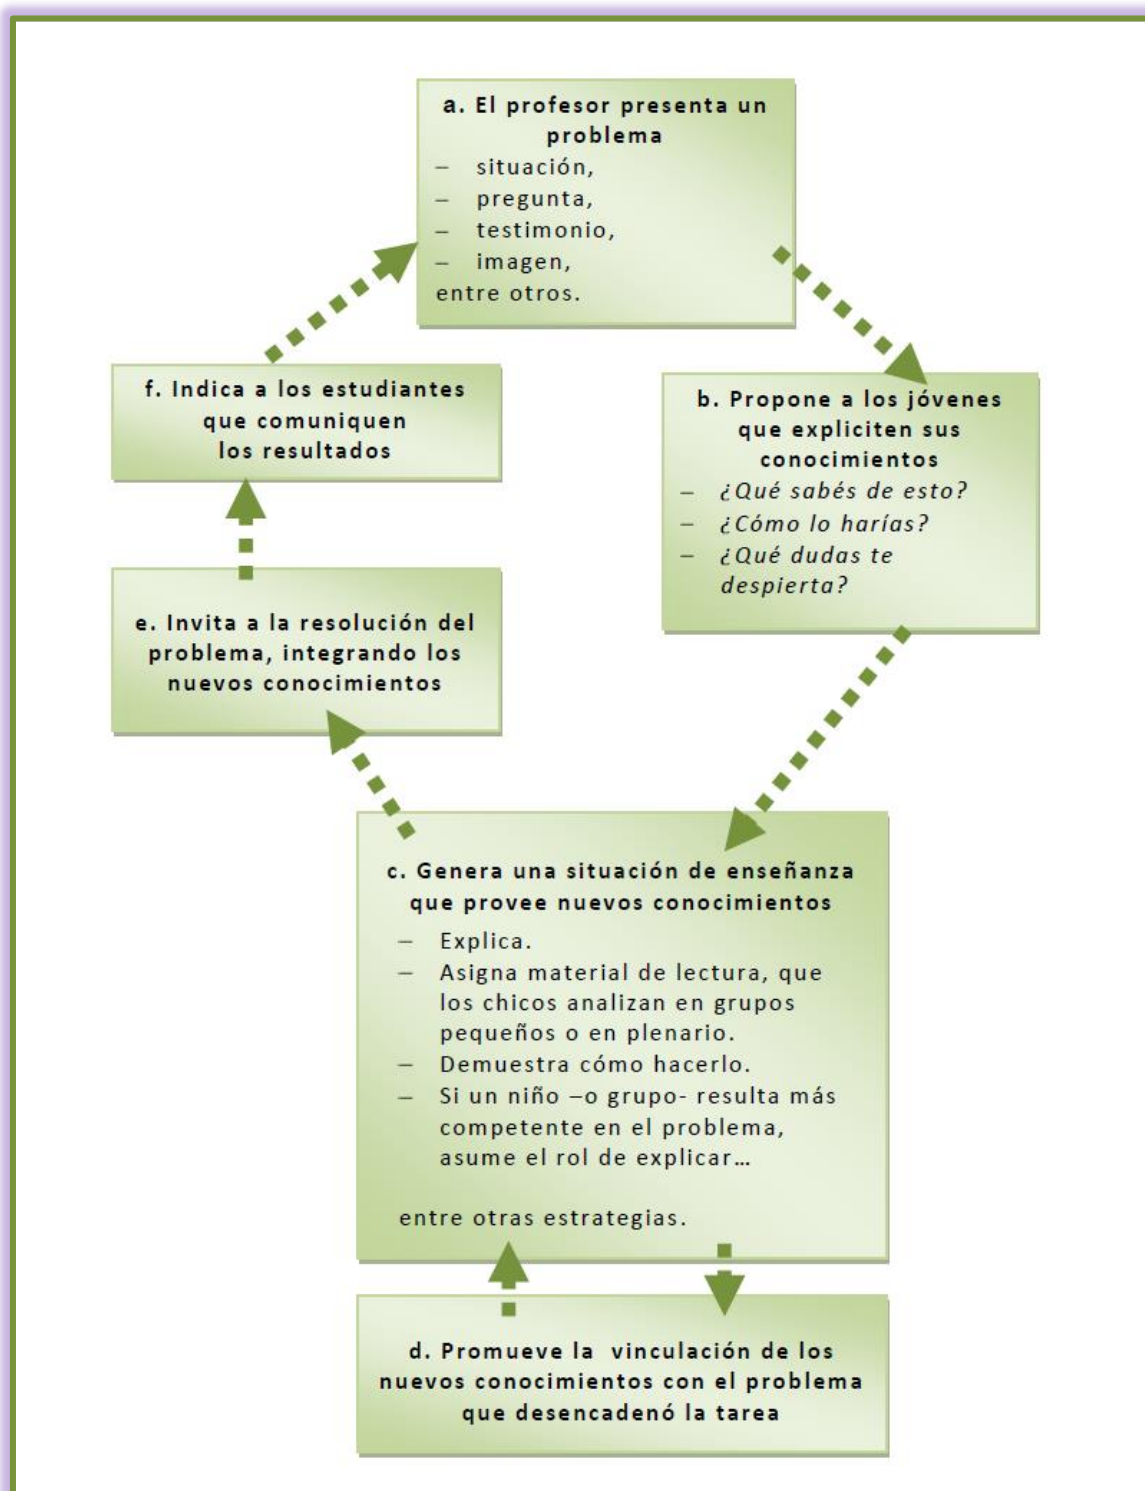 a. El profesor presenta un
problema
– situación,
– pregunta,
– testimonio,
– imagen,
entre otros.
b. Propone a los jóvenes
que expliciten sus
conocimientos
– ¿Qué sabés de esto?
– ¿Cómo lo harías?
– ¿Qué dudas te
despierta?
c. Genera una situación de enseñanza
que provee nuevos conocimientos
– Explica.
– Asigna material de lectura, que
los chicos analizan en grupos
pequeños o en plenario.
– Demuestra cómo hacerlo.
– Si un niño –o grupo- resulta más
competente en el problema,
asume el rol de explicar…
entre otras estrategias.
d. Promueve la vinculación de los
nuevos conocimientos con el problema
que desencadenó la tarea
e. Invita a la resolución del
problema, integrando los
nuevos conocimientos
f. Indica a los estudiantes
que comuniquen
los resultados